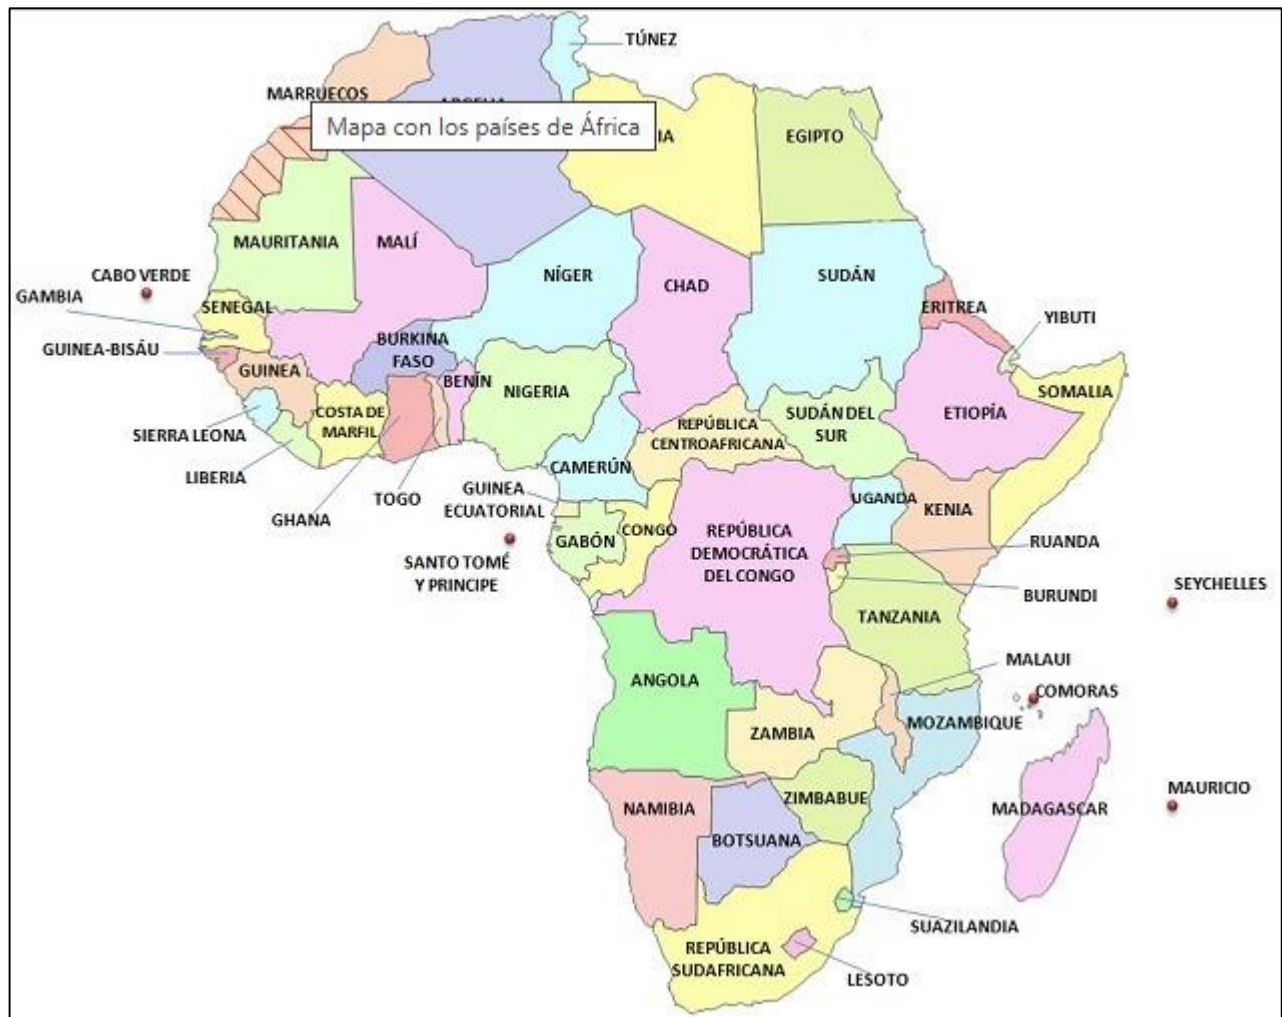 TÚNEZ
MARRUECOS
Mapa con los países de África
EGIPTO
MAURITANIA
MALÍ
NÍGER
CHAD
SUDÁN
CABO VERDE
GAMBIA
SENEGAL
ERITREA
YIBUTI
GUINEA-BISÁU
GUINEA
BURKINA
FASO
BENÍN
NIGERIA
SOMALIA
SIERRA LEONA
COSTA DE
MARFIL
REPÚBLICA
CENTROAFRICANA
SUDÁN DEL
SUR
ETIOPÍA
LIBERIA
CAMERÚN
GHANA
TOGO
GUINEA
ECUATORIAL
UGANDA
KENIA
GABÓN
CONGO
REPÚBLICA
DEMOCRÁTICA
DEL CONGO
RUANDA
SANTO TOMÉ
Y PRINCIPE
BURUNDI
SEYCHELLES
TANZANIA
MALAUI
ANGOLA
COMORAS
ZAMBIA
MOZAMBIQUE
NAMIBIA
ZIMBABUE
MADAGASCAR
MAURICIO
BOTSUANA
SUAZILANDIA
REPÚBLICA
SUDAFRICANA
LESOTO